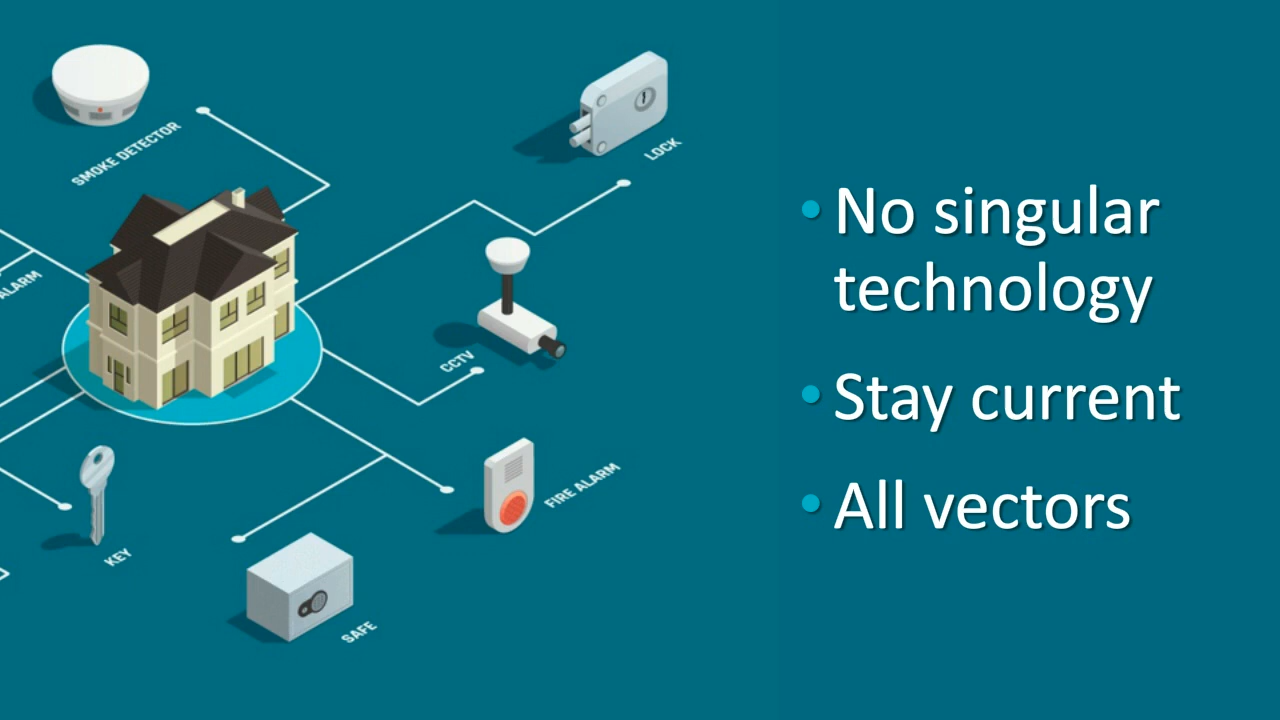 SMOKE DETECTOR
LOCK
ALARM
CCTV
FIRE ALARM
KEY
SAFE
• No singular
technology
• Stay current
• All vectors